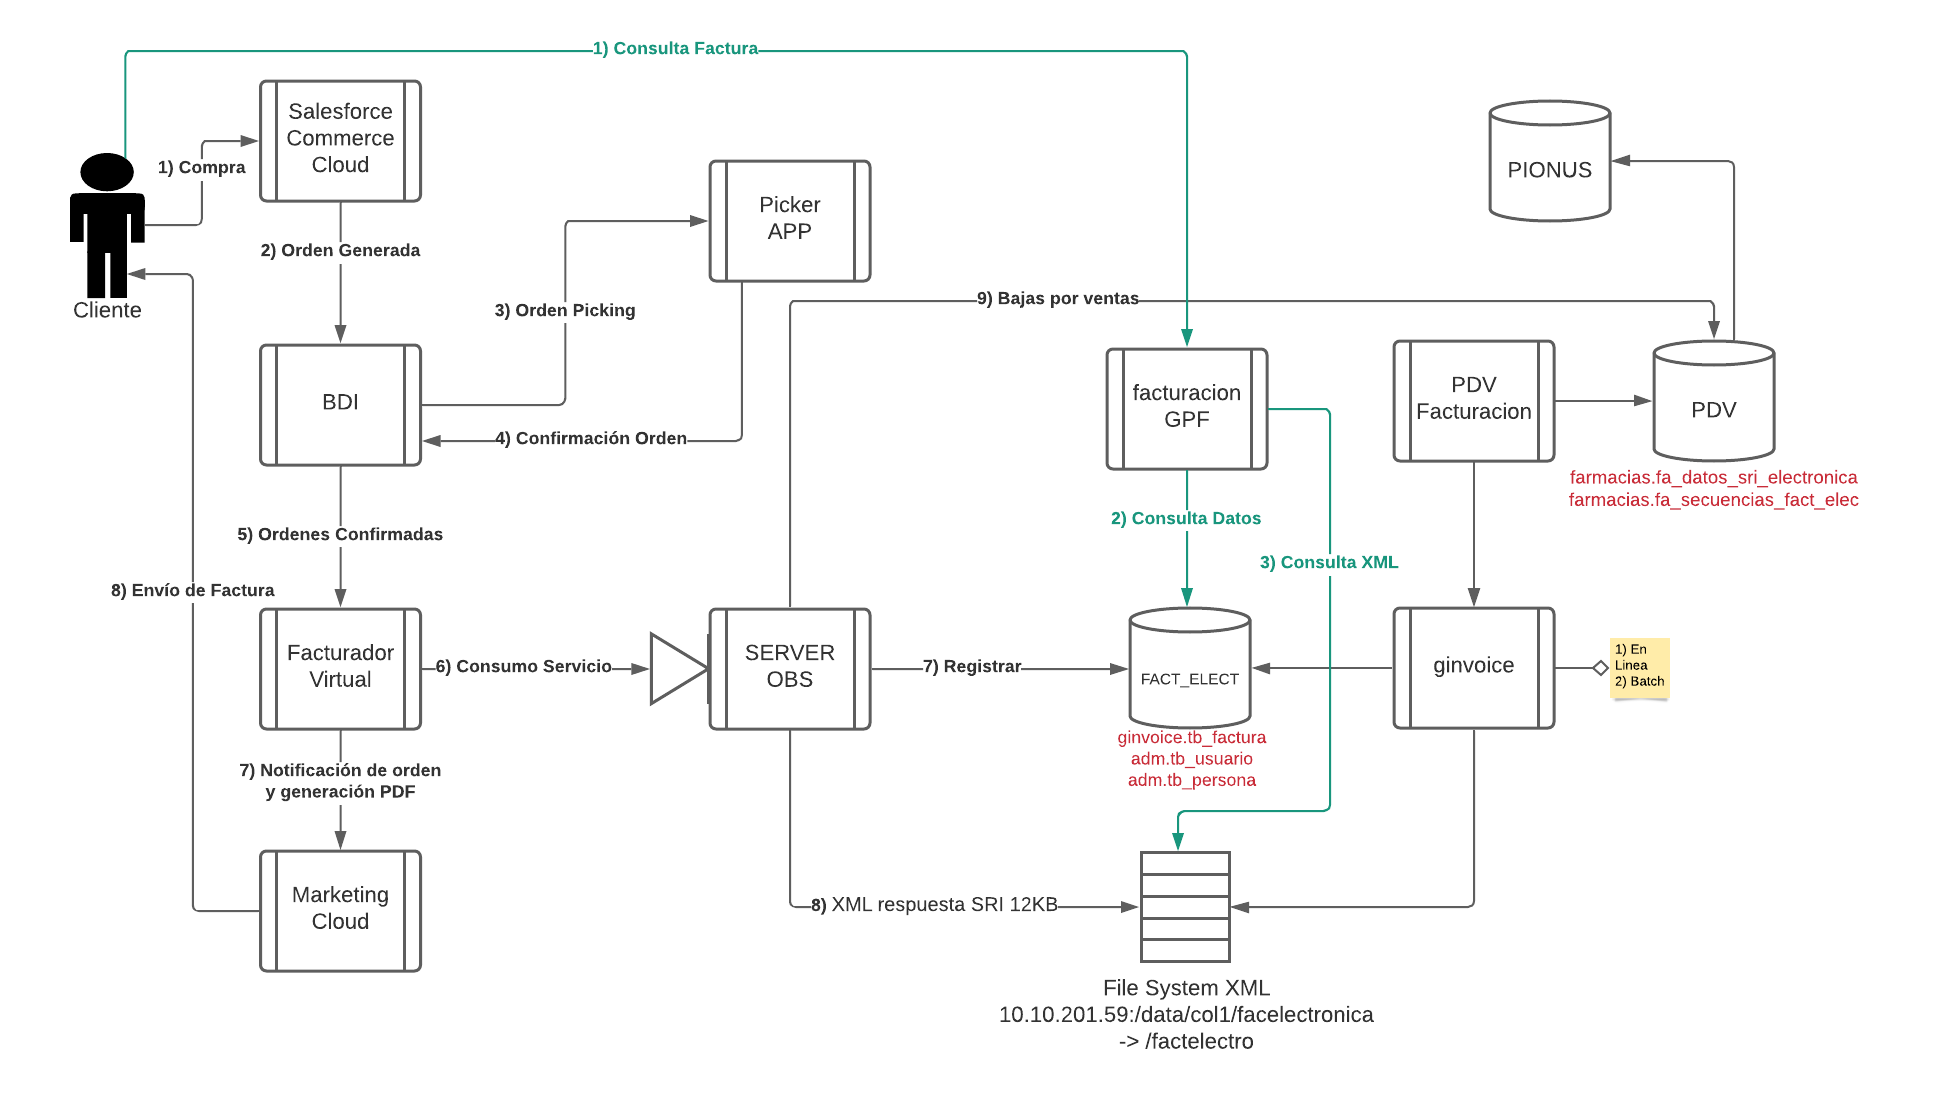 1) Consulta Factura
Salesforce
Commerce
Cloud
1) Compra
Cliente
2) Orden Generada
Picker
APP
PIONUS
3) Orden Picking
9) Bajas por ventas
BDI
4) Confirmación Orden
facturacion
GPF
PDV
Facturacion
PDV
farmacias.fa_datos_sri_electronica
farmacias.fa_secuencias_fact_elec
2) Consulta Datos
5) Ordenes Confirmadas
3) Consulta XML
8) Envío de Factura
Facturador
Virtual
6) Consumo Servicio
SERVER
OBS
7) Registrar
FACT_ELECT
ginvoice.tb_factura
adm.tb_usuario
adm.tb_persona
ginvoice
1) En
Linea
2) Batch
7) Notificación de orden
y generación PDF
Marketing
Cloud
8) XML respuesta SRI 12KB
File System XML
10.10.201.59:/data/col1/facelectronica
-> /factelectro